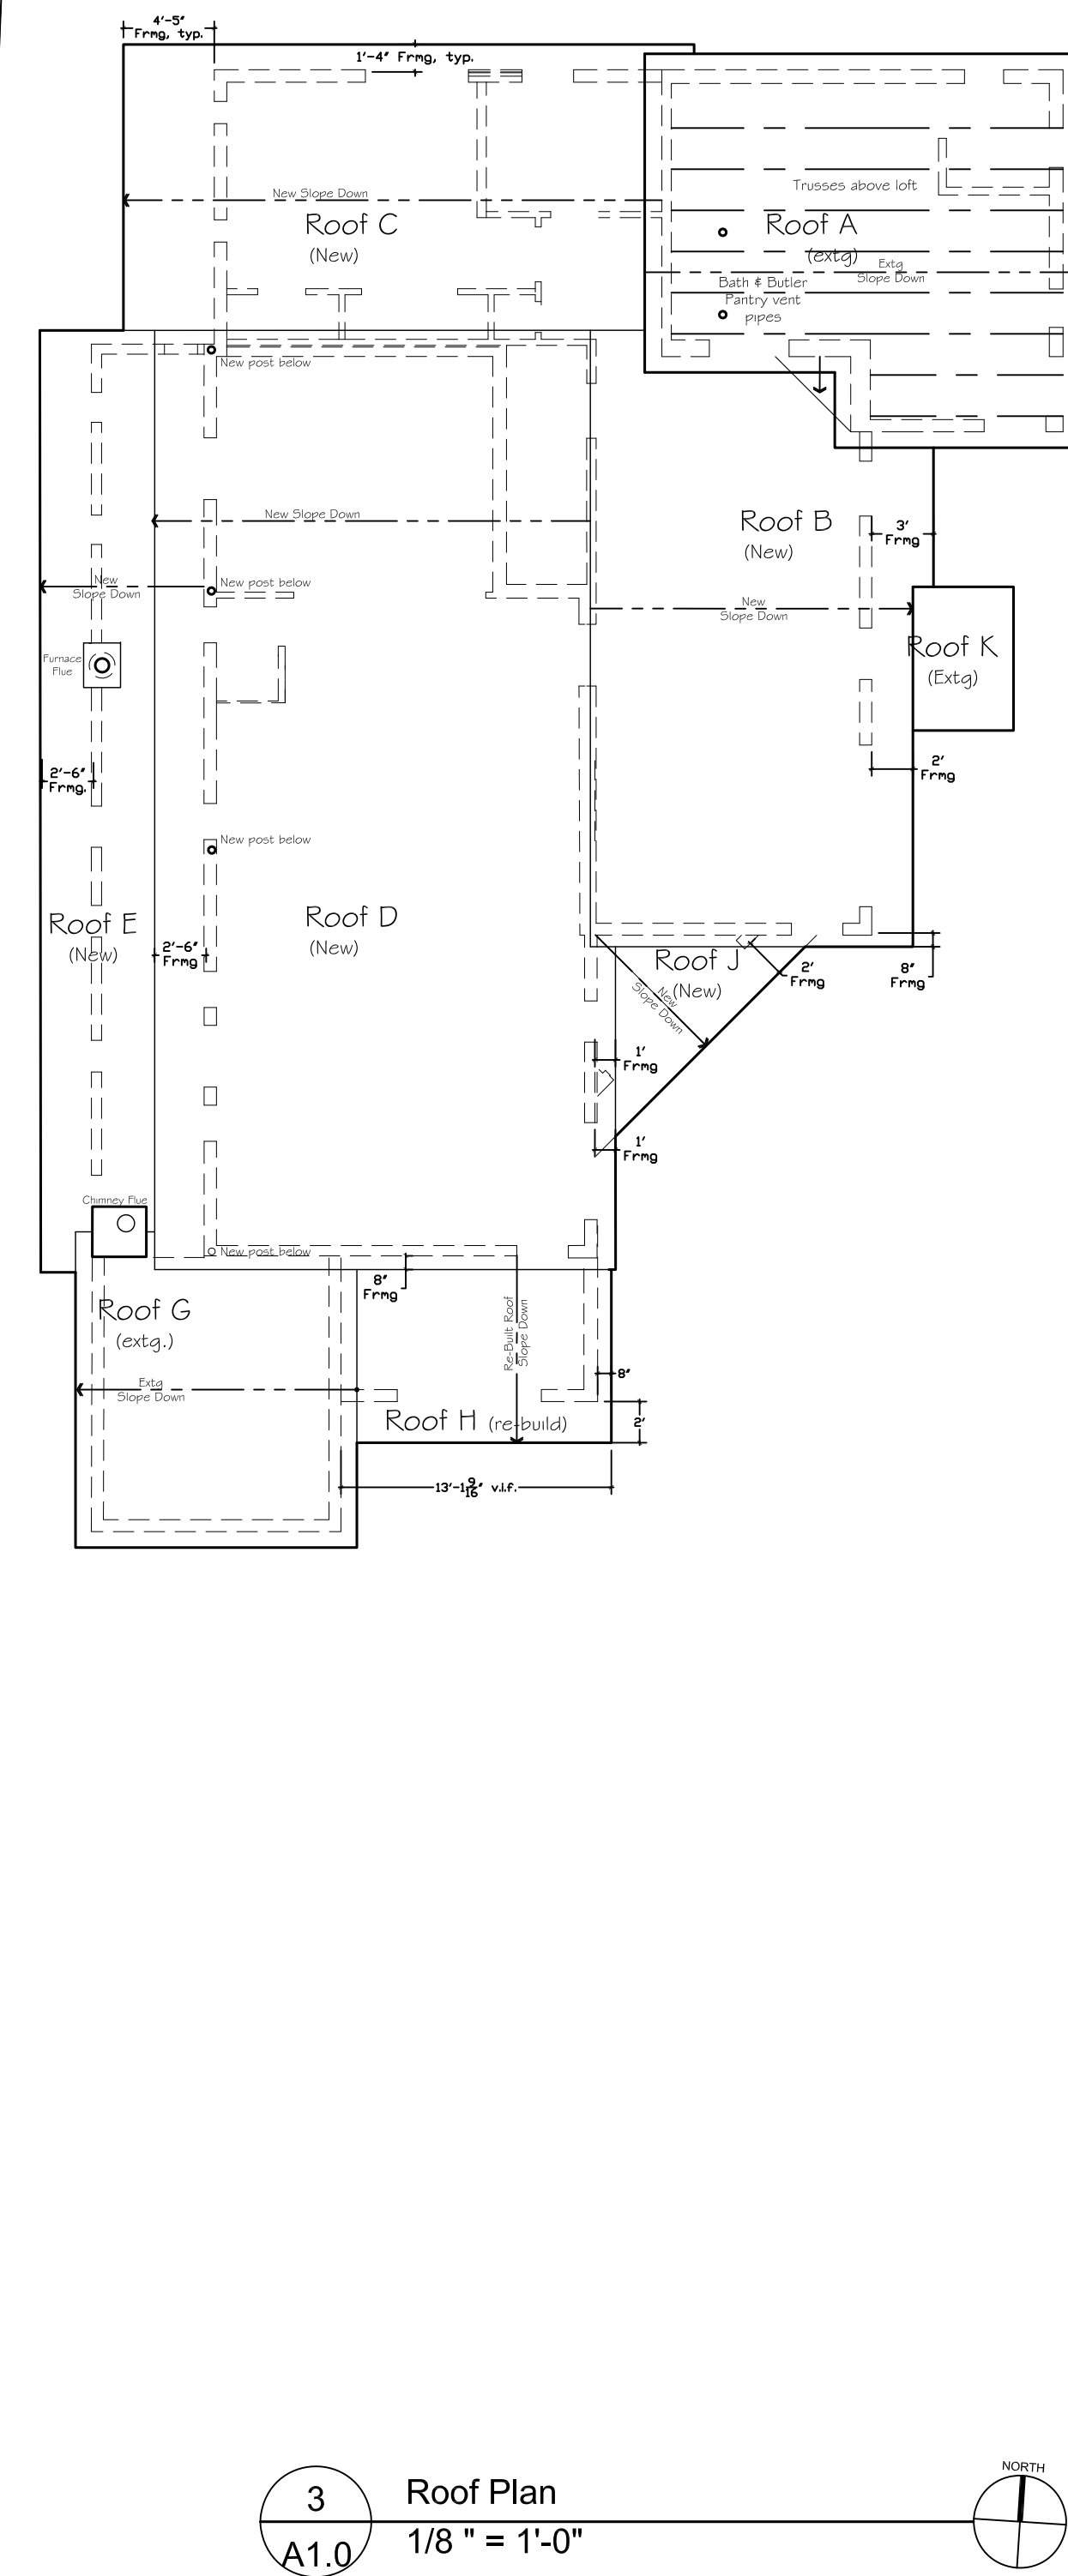 4'-5"
Frmg, typ.
1'-4" Frmg, typ.
Trusses above loft
New Slope Down
Roof C
(New)
Roof A
(extg)
Extg
Slope Down
Bath & Butler
Pantry vent
pipes
New post below
New Slope Down
Roof B
(New)
3'
Frmg
New
Slope Down
New post below
New
Slope Down
Roof K
(Extg)
Furnace
Flue
2'-6"
Frmg.
2'
Frmg
New post below
Roof E
(New)
Roof D
(New)
2'-6"
Frmg
Roof J
(New)
New
Slope Down
2'
Frmg
8"
Frmg
1'
Frmg
1'
Frmg
Chimney Flue
New post below
8"
Frmg
Roof G
(extg.)
Re-Built Roof
Slope Down
Extg
Slope Down
8"
Roof H (re-build)
2'
13'-1 9/16" v.i.f.
NORTH
3
Roof Plan
A1.0
1/8 " = 1'-0"